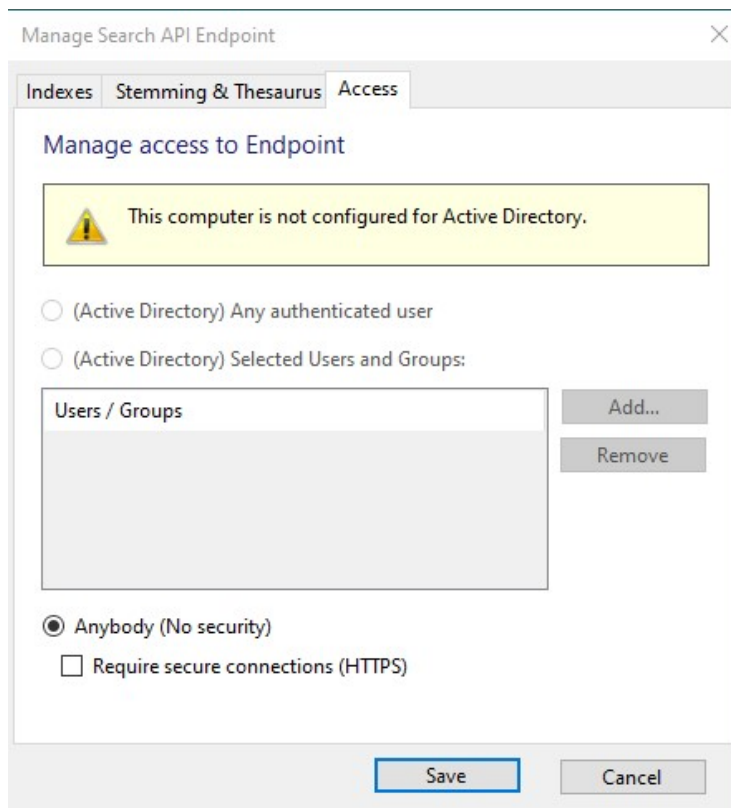 Manage Search API Endpoint
Indexes Stemming & Thesaurus Access
Manage access to Endpoint
This computer is not configured for Active Directory.
(Active Directory) Any authenticated user
(Active Directory) Selected Users and Groups:
Users / Groups
Add...
Remove
Anybody (No security)
Require secure connections (HTTPS)
Save Cancel